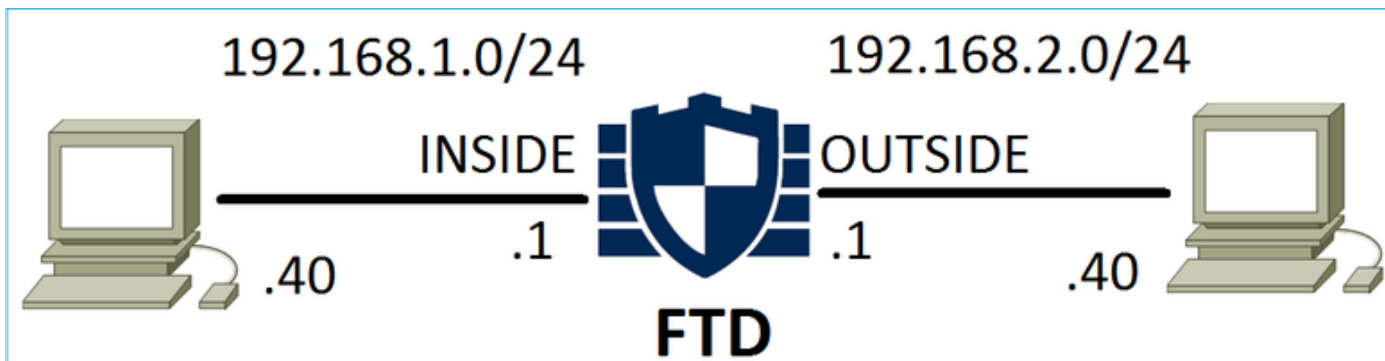 192.168.1.0/24
192.168.2.0/24
INSIDE
OUTSIDE
.40
.1
.1
.40
FTD